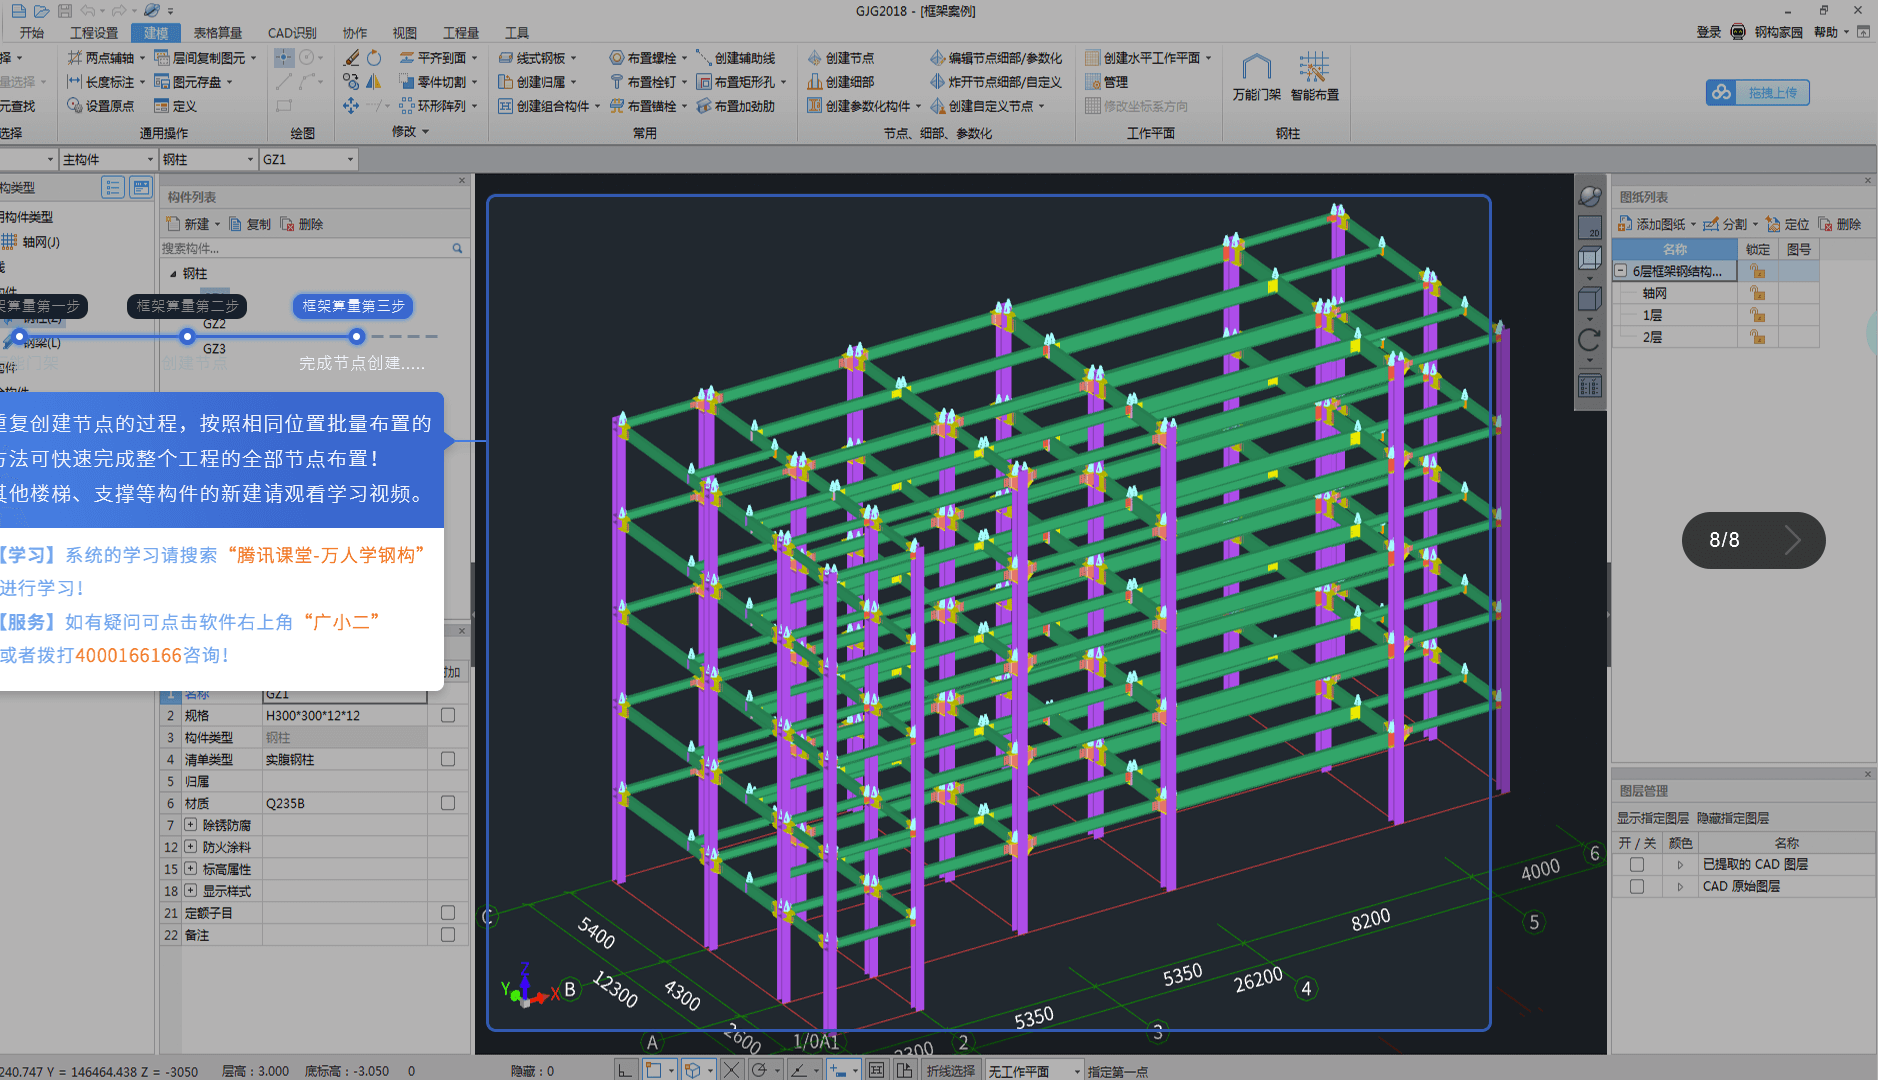 GJG2018 - [框架案例]
开始 工程设置 建模 表格算量 CAD识别 协作 视图 工程量 工具
登录 钢构家园 帮助
择 两点辅轴 层间复制图元 平齐到面 线式钢板 布置螺栓 创建辅助线 创建节点 编辑节点细部/参数化 创建水平工作平面
量选择 长度标注 图元存盘 零件切割 创建归属 布置栓钉 布置矩形孔 创建细部 炸开节点细部/自定义 管理
元查找 设置原点 定义 环形阵列 创建组合构件 布置锚栓 布置加劲肋 创建参数化构件 创建自定义节点 修改坐标系方向
万能门架 智能布置
拖拽上传
选择 通用操作 绘图 修改 常用 节点、细部、参数化 工作平面 钢柱
主构件 钢柱 GZ1
构类型
用构件类型
轴网(J)
线
构件列表
新建 复制 删除
搜索构件...
钢柱
GZ2
GZ3
钢梁(L)
框架算量第一步 框架算量第二步 框架算量第三步
创建节点 完成节点创建.....
重复创建节点的过程，按照相同位置批量布置的
方法可快速完成整个工程的全部节点布置！
其他楼梯、支撑等构件的新建请观看学习视频。
【学习】系统的学习请搜索“腾讯课堂-万人学钢构”
进行学习！
【服务】如有疑问可点击软件右上角“广小二”
或者拨打4000166166咨询！
附加
1 名称 GZ1
2 规格 H300*300*12*12
3 构件类型 钢柱
4 清单类型 实腹钢柱
5 归属
6 材质 Q235B
7 除锈防腐
12 防火涂料
15 标高属性
18 显示样式
21 定额子目
22 备注
C
B
A
1/0A1
2
3
4
5
6
5400
12300
4300
2600
5350
5350
26200
8200
4000
Z
Y
X
2D
图纸列表
添加图纸 分割 定位 删除
名称 锁定 图号
6层框架钢结构...
轴网
1层
2层
8/8
图层管理
显示指定图层 隐藏指定图层
开 / 关 颜色 名称
已提取的 CAD 图层
CAD 原始图层
240.747 Y = 146464.438 Z = -3050 层高 : 3.000 底标高 : -3.050 0 隐藏 : 0 折线选择 无工作平面 指定第一点